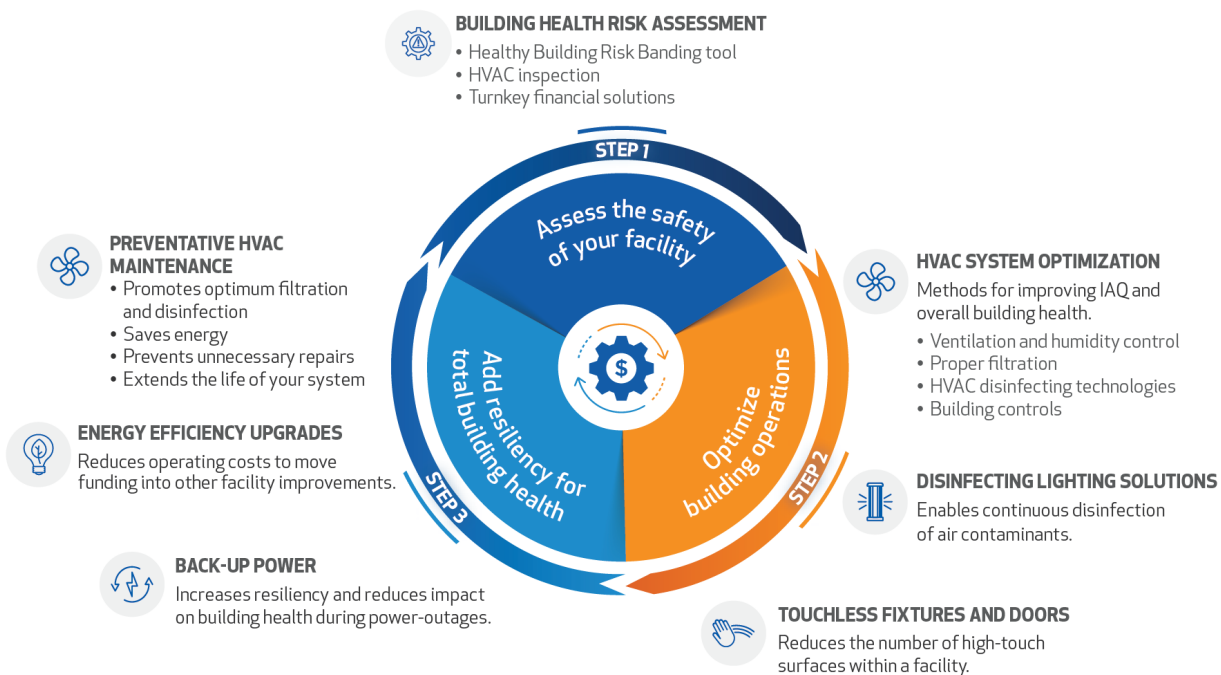 BUILDING HEALTH RISK ASSESSMENT
• Healthy Building Risk Banding tool
• HVAC inspection
• Turnkey financial solutions
STEP 1
Assess the safety
of your facility
HVAC SYSTEM OPTIMIZATION
Methods for improving IAQ and
overall building health.
• Ventilation and humidity control
• Proper filtration
• HVAC disinfecting technologies
• Building controls
STEP 2
Optimize
building operations
DISINFECTING LIGHTING SOLUTIONS
Enables continuous disinfection
of air contaminants.
TOUCHLESS FIXTURES AND DOORS
Reduces the number of high-touch
surfaces within a facility.
STEP 3
Add resiliency for
total building health
PREVENTATIVE HVAC
MAINTENANCE
• Promotes optimum filtration
and disinfection
• Saves energy
• Prevents unnecessary repairs
• Extends the life of your system
ENERGY EFFICIENCY UPGRADES
Reduces operating costs to move
funding into other facility improvements.
BACK-UP POWER
Increases resiliency and reduces impact
on building health during power-outages.
$